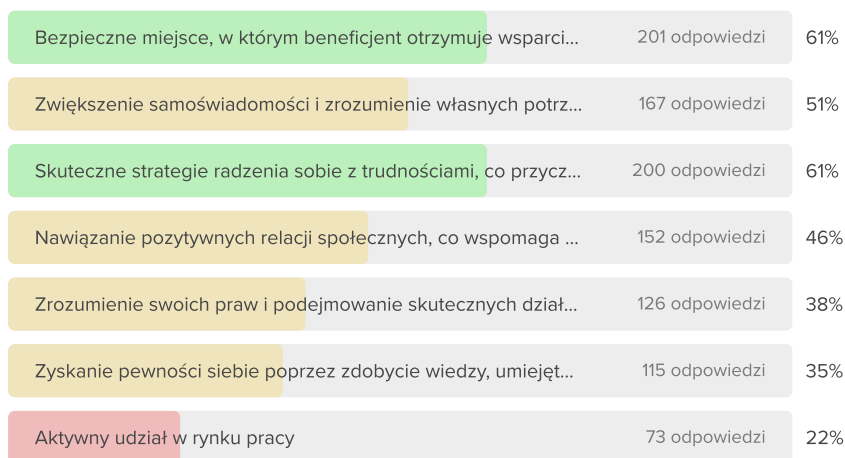 Bezpieczne miejsce, w którym beneficjent otrzymuje wsparci... 201 odpowiedzi 61%
Zwiększenie samoświadomości i zrozumienie własnych potrz... 167 odpowiedzi 51%
Skuteczne strategie radzenia sobie z trudnościami, co przycz... 200 odpowiedzi 61%
Nawiązanie pozytywnych relacji społecznych, co wspomaga ... 152 odpowiedzi 46%
Zrozumienie swoich praw i podejmowanie skutecznych dział... 126 odpowiedzi 38%
Zyskanie pewności siebie poprzez zdobycie wiedzy, umiejęt... 115 odpowiedzi 35%
Aktywny udział w rynku pracy 73 odpowiedzi 22%